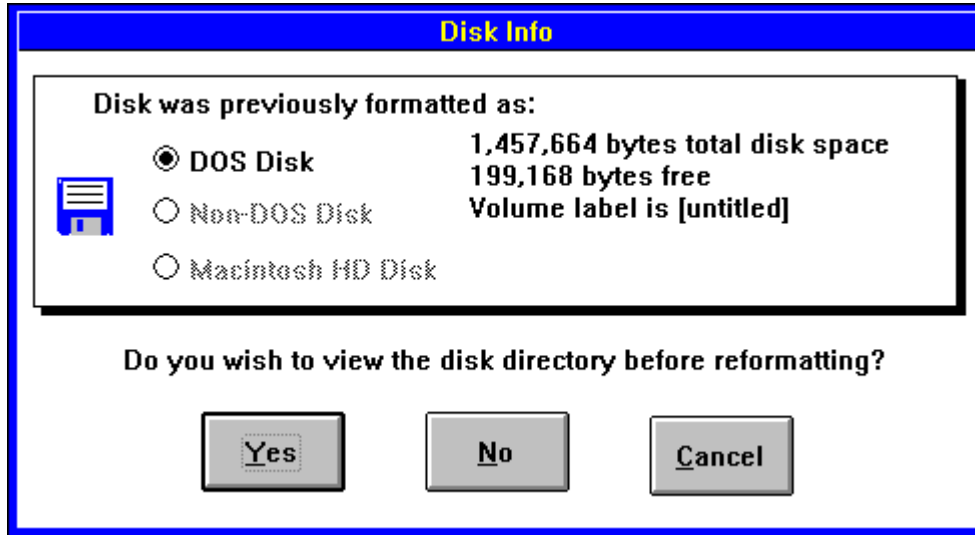 Disk Info
Disk was previously formatted as:
DOS Disk
Non-DOS Disk
Macintosh HD Disk
1,457,664 bytes total disk space
199,168 bytes free
Volume label is [untitled]
Do you wish to view the disk directory before reformatting?
Yes
No
Cancel